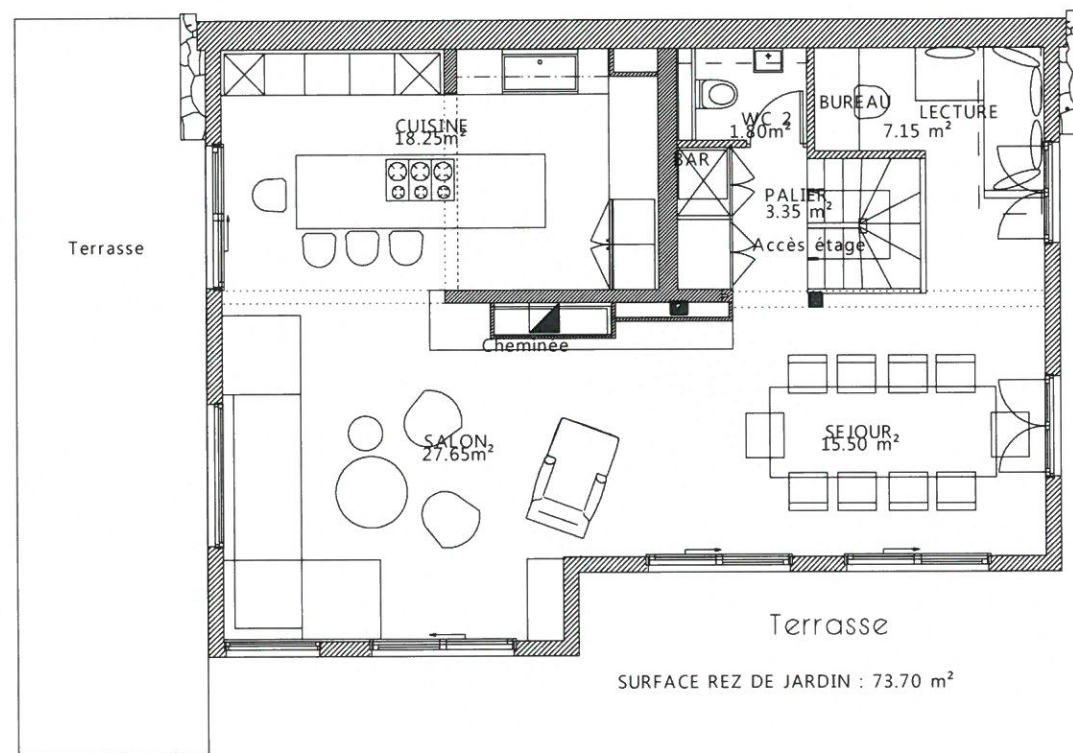 CUISINE
18.25m²
WC 2
1.80m²
BUREAU
LECTURE
7.15 m²
BAR
PALIER
3.35 m²
Accès étage
Terrasse
Cheminée
SALON
27.65m²
SEJOUR
15.50 m²
Terrasse
SURFACE REZ DE JARDIN : 73.70 m²